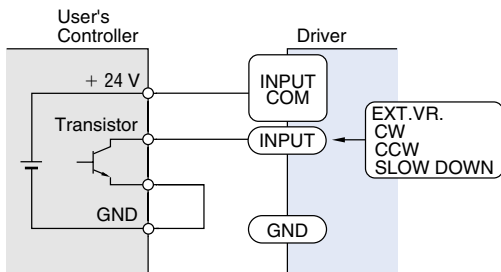 User's
Controller
Driver
+ 24 V
INPUT
COM
Transistor
INPUT
EXT.VR.
CW
CCW
SLOW DOWN
GND
GND